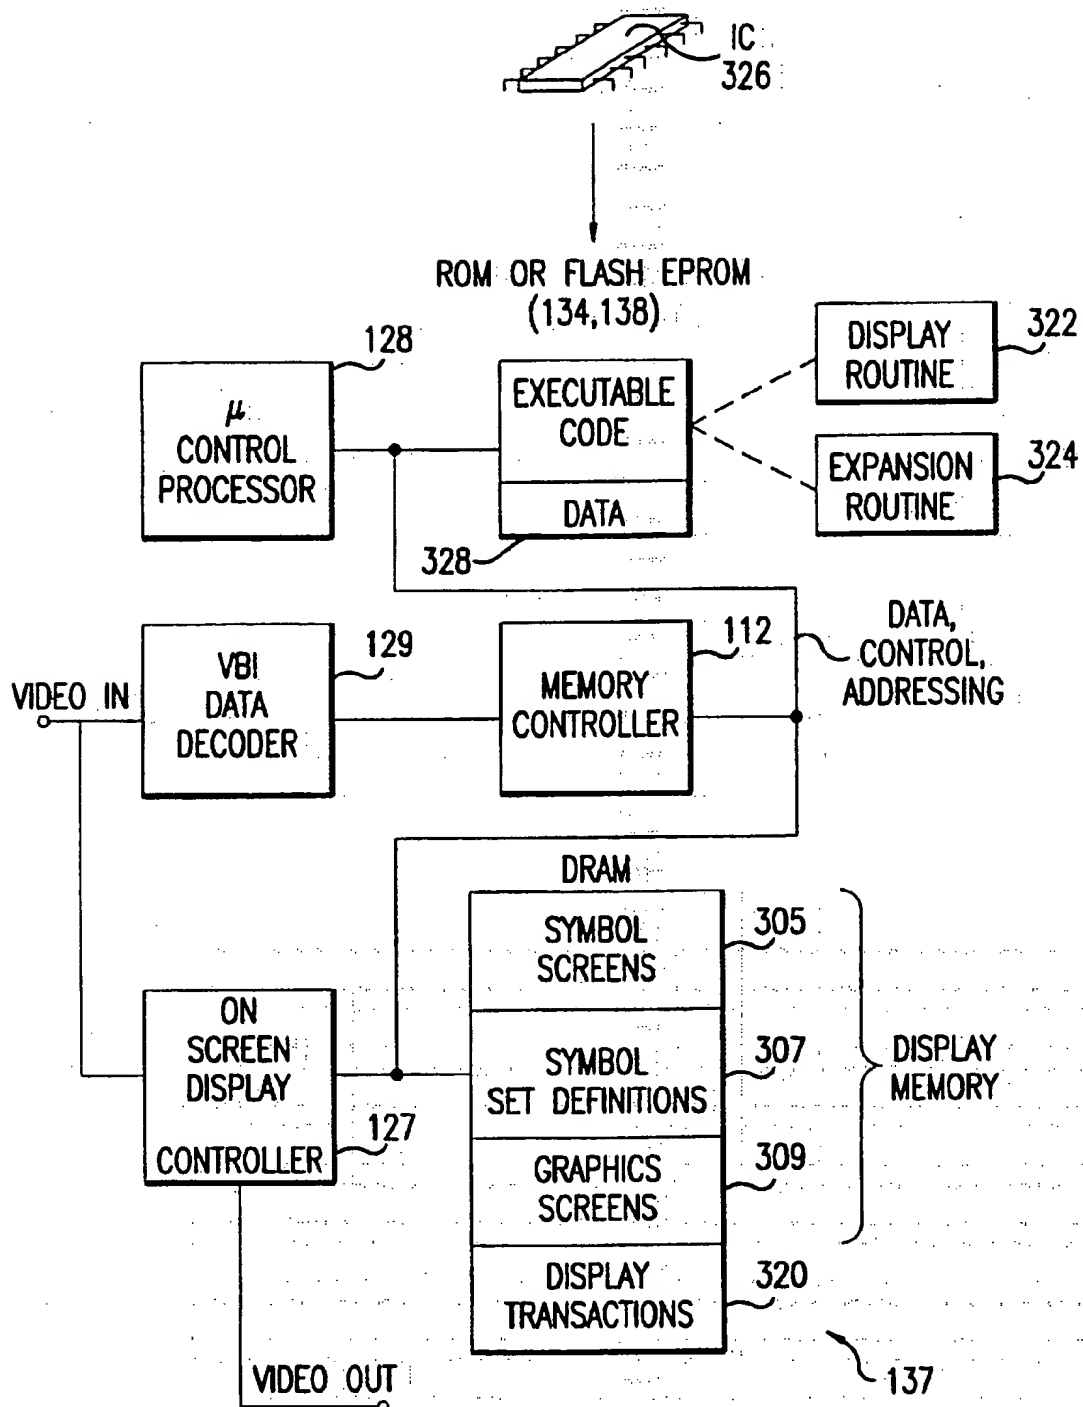 IC
326
ROM OR FLASH EPROM
(134,138)
128
μ
CONTROL
PROCESSOR
EXECUTABLE
CODE
DATA
328
DISPLAY
ROUTINE
322
EXPANSION
ROUTINE
324
VIDEO IN
VBI
DATA
DECODER
129
MEMORY
CONTROLLER
112
DATA,
CONTROL,
ADDRESSING
DRAM
SYMBOL
SCREENS
305
SYMBOL
SET DEFINITIONS
307
GRAPHICS
SCREENS
309
DISPLAY
TRANSACTIONS
320
DISPLAY
MEMORY
ON
SCREEN
DISPLAY
CONTROLLER
127
VIDEO OUT
137